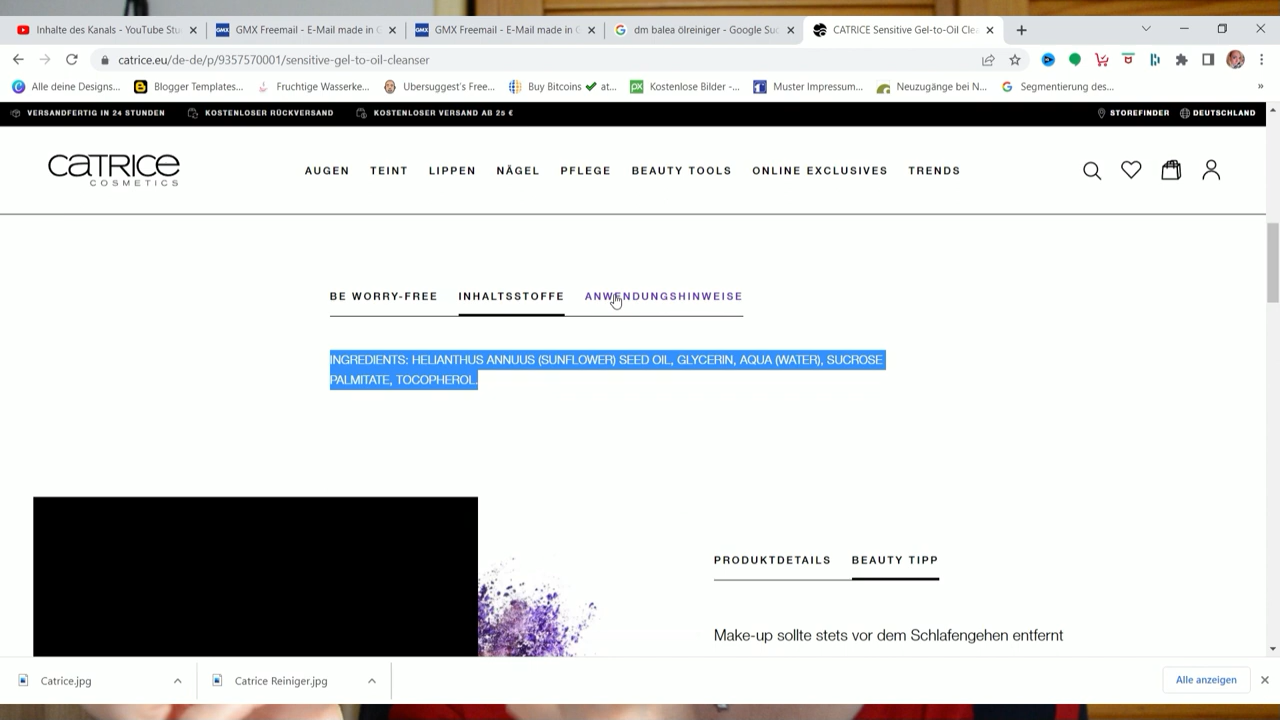 Inhalte des Kanals - YouTube Stu
GMX Freemail - E-Mail made in G
GMX Freemail - E-Mail made in G
dm balea ölreiniger - Google Suc
CATRICE Sensitive Gel-to-Oil Cle
catrice.eu/de-de/p/9357570001/sensitive-gel-to-oil-cleanser
Alle deine Designs...
Blogger Templates...
Fruchtige Wasserke...
Ubersuggest's Free...
Buy Bitcoins ✔ at...
Kostenlose Bilder -...
Muster Impressum...
Neuzugänge bei N...
Segmentierung des...
VERSANDFERTIG IN 24 STUNDEN
KOSTENLOSER RÜCKVERSAND
KOSTENLOSER VERSAND AB 25 €
STOREFINDER
DEUTSCHLAND
CATRICE
COSMETICS
AUGEN
TEINT
LIPPEN
NÄGEL
PFLEGE
BEAUTY TOOLS
ONLINE EXCLUSIVES
TRENDS
BE WORRY-FREE
INHALTSSTOFFE
ANWENDUNGSHINWEISE
INGREDIENTS: HELIANTHUS ANNUUS (SUNFLOWER) SEED OIL, GLYCERIN, AQUA (WATER), SUCROSE
PALMITATE, TOCOPHEROL.
PRODUKTDETAILS
BEAUTY TIPP
Make-up sollte stets vor dem Schlafengehen entfernt
Catrice.jpg
Catrice Reiniger.jpg
Alle anzeigen